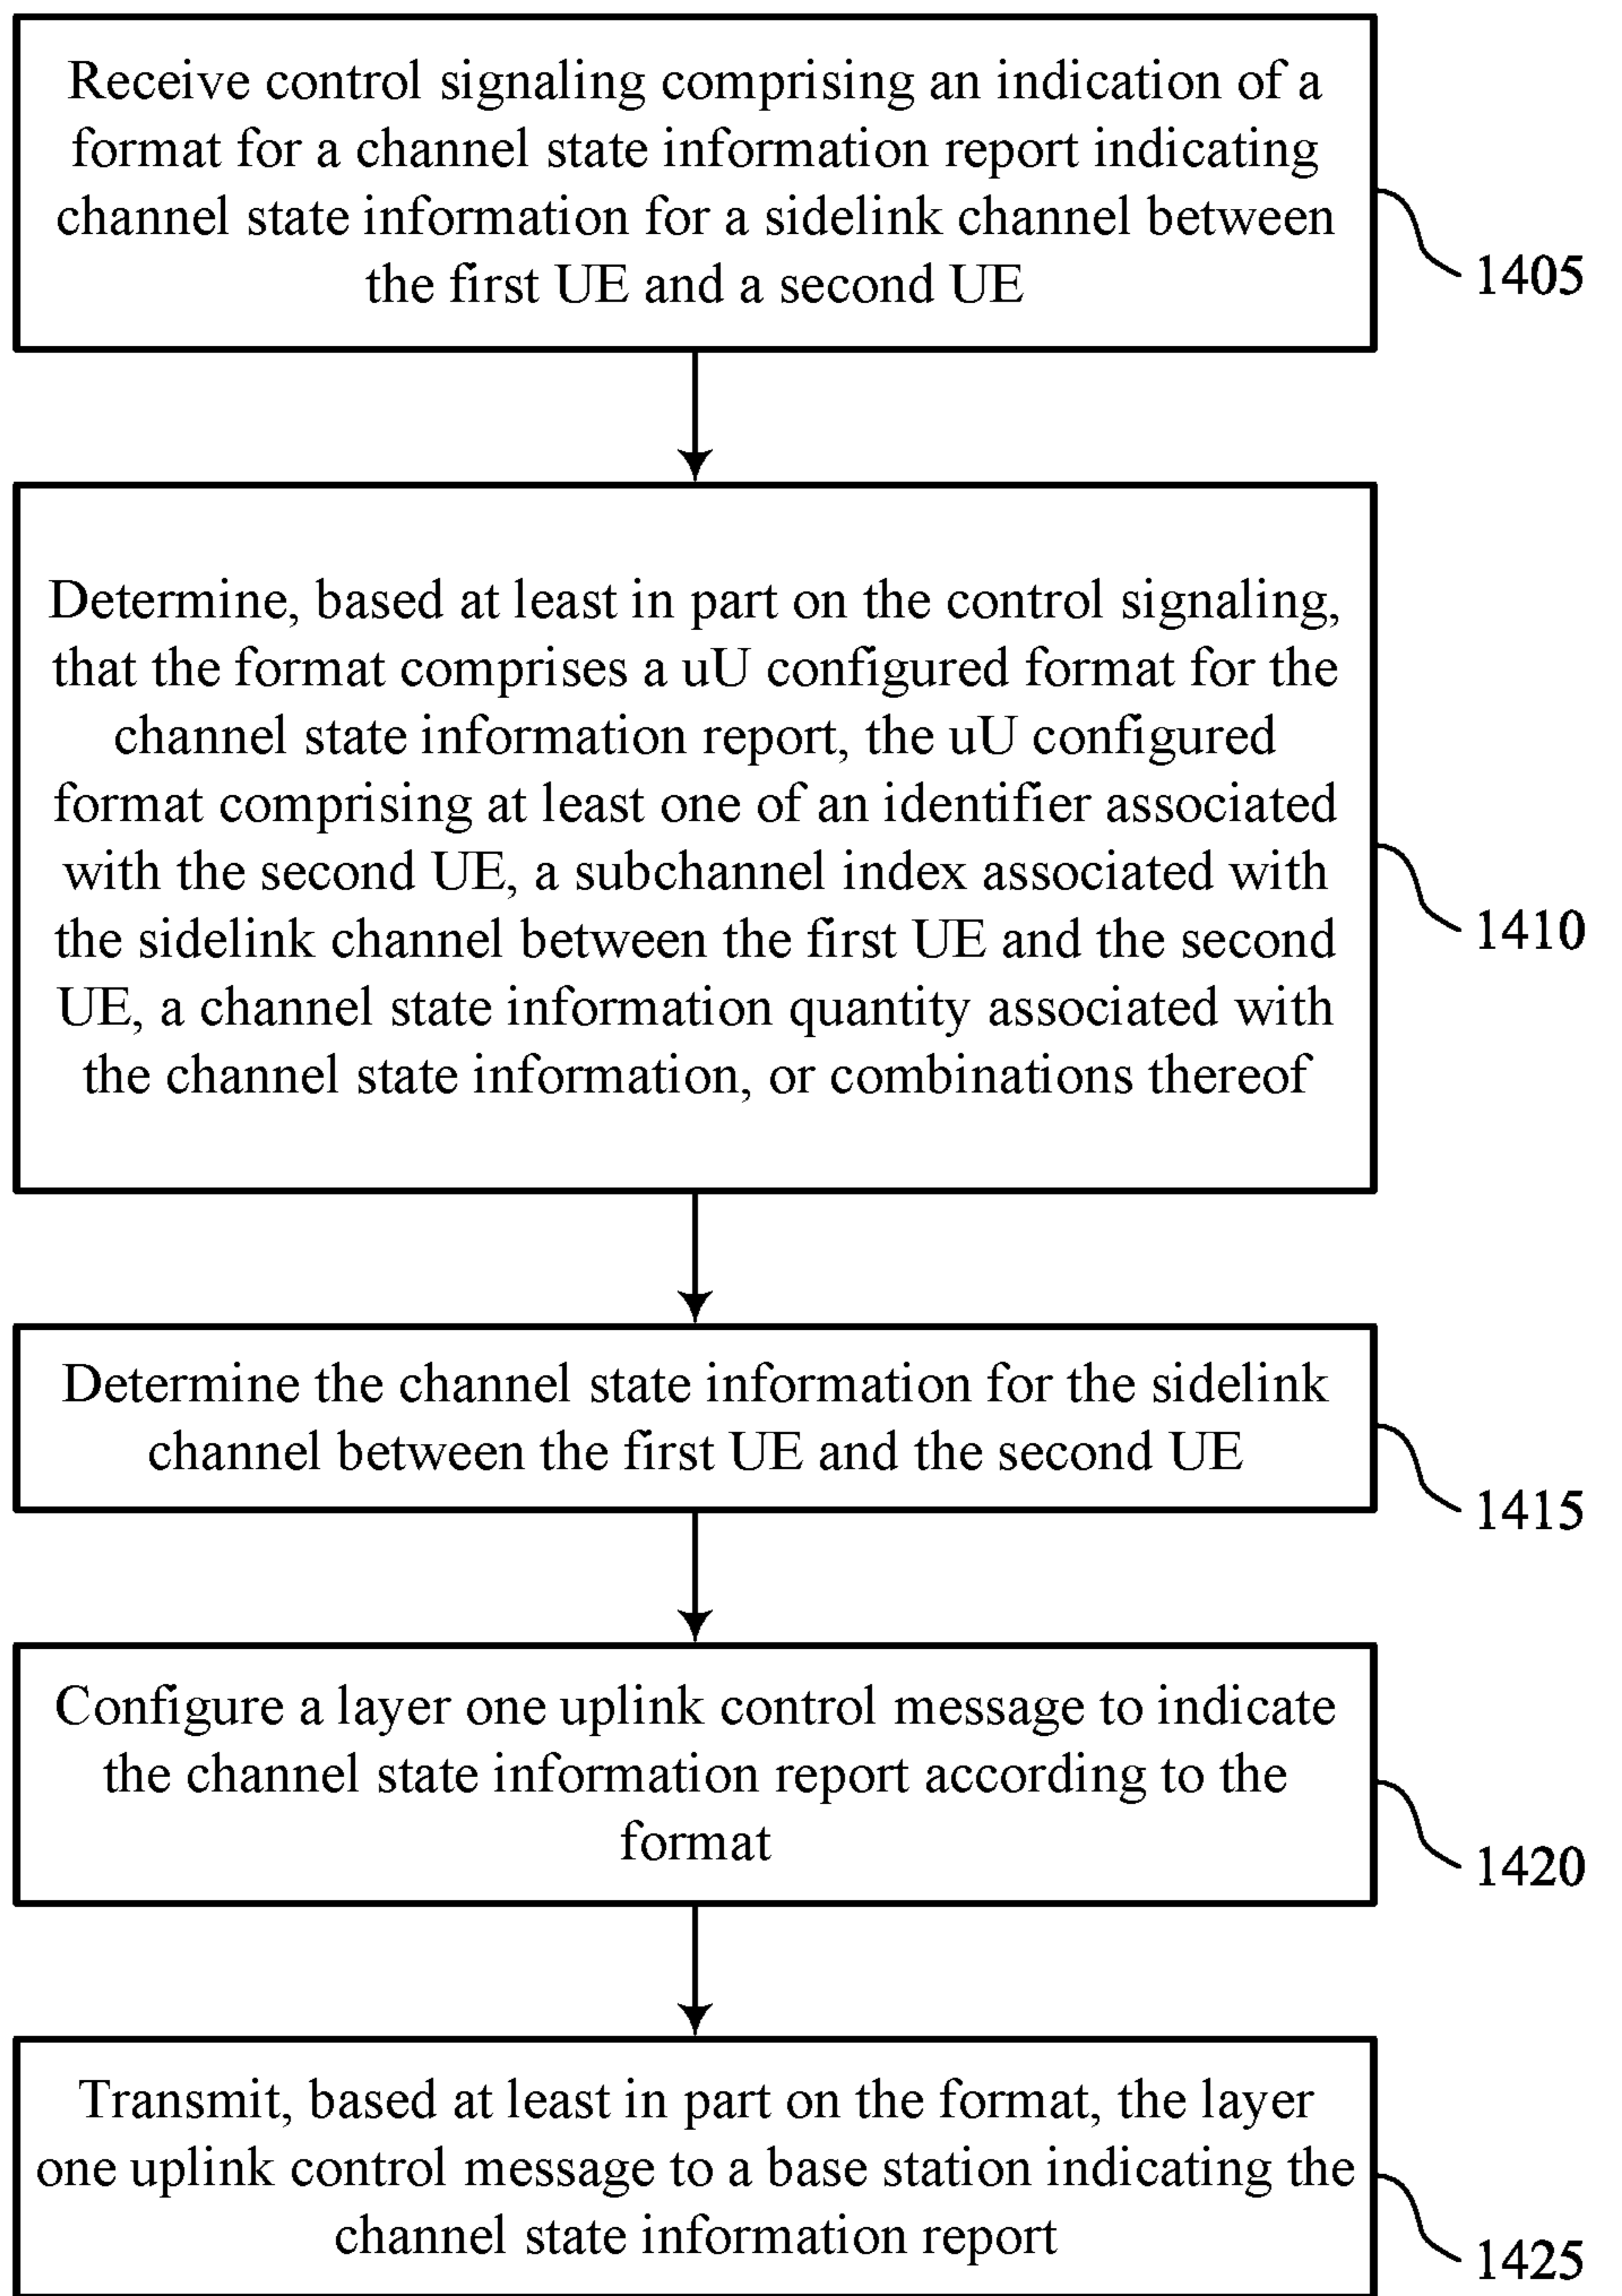 Receive control signaling comprising an indication of a
format for a channel state information report indicating
channel state information for a sidelink channel between
the first UE and a second UE
1405
Determine, based at least in part on the control signaling,
that the format comprises a uU configured format for the
channel state information report, the uU configured
format comprising at least one of an identifier associated
with the second UE, a subchannel index associated with
the sidelink channel between the first UE and the second
UE, a channel state information quantity associated with
the channel state information, or combinations thereof
1410
Determine the channel state information for the sidelink
channel between the first UE and the second UE
1415
Configure a layer one uplink control message to indicate
the channel state information report according to the
format
1420
Transmit, based at least in part on the format, the layer
one uplink control message to a base station indicating the
channel state information report
1425